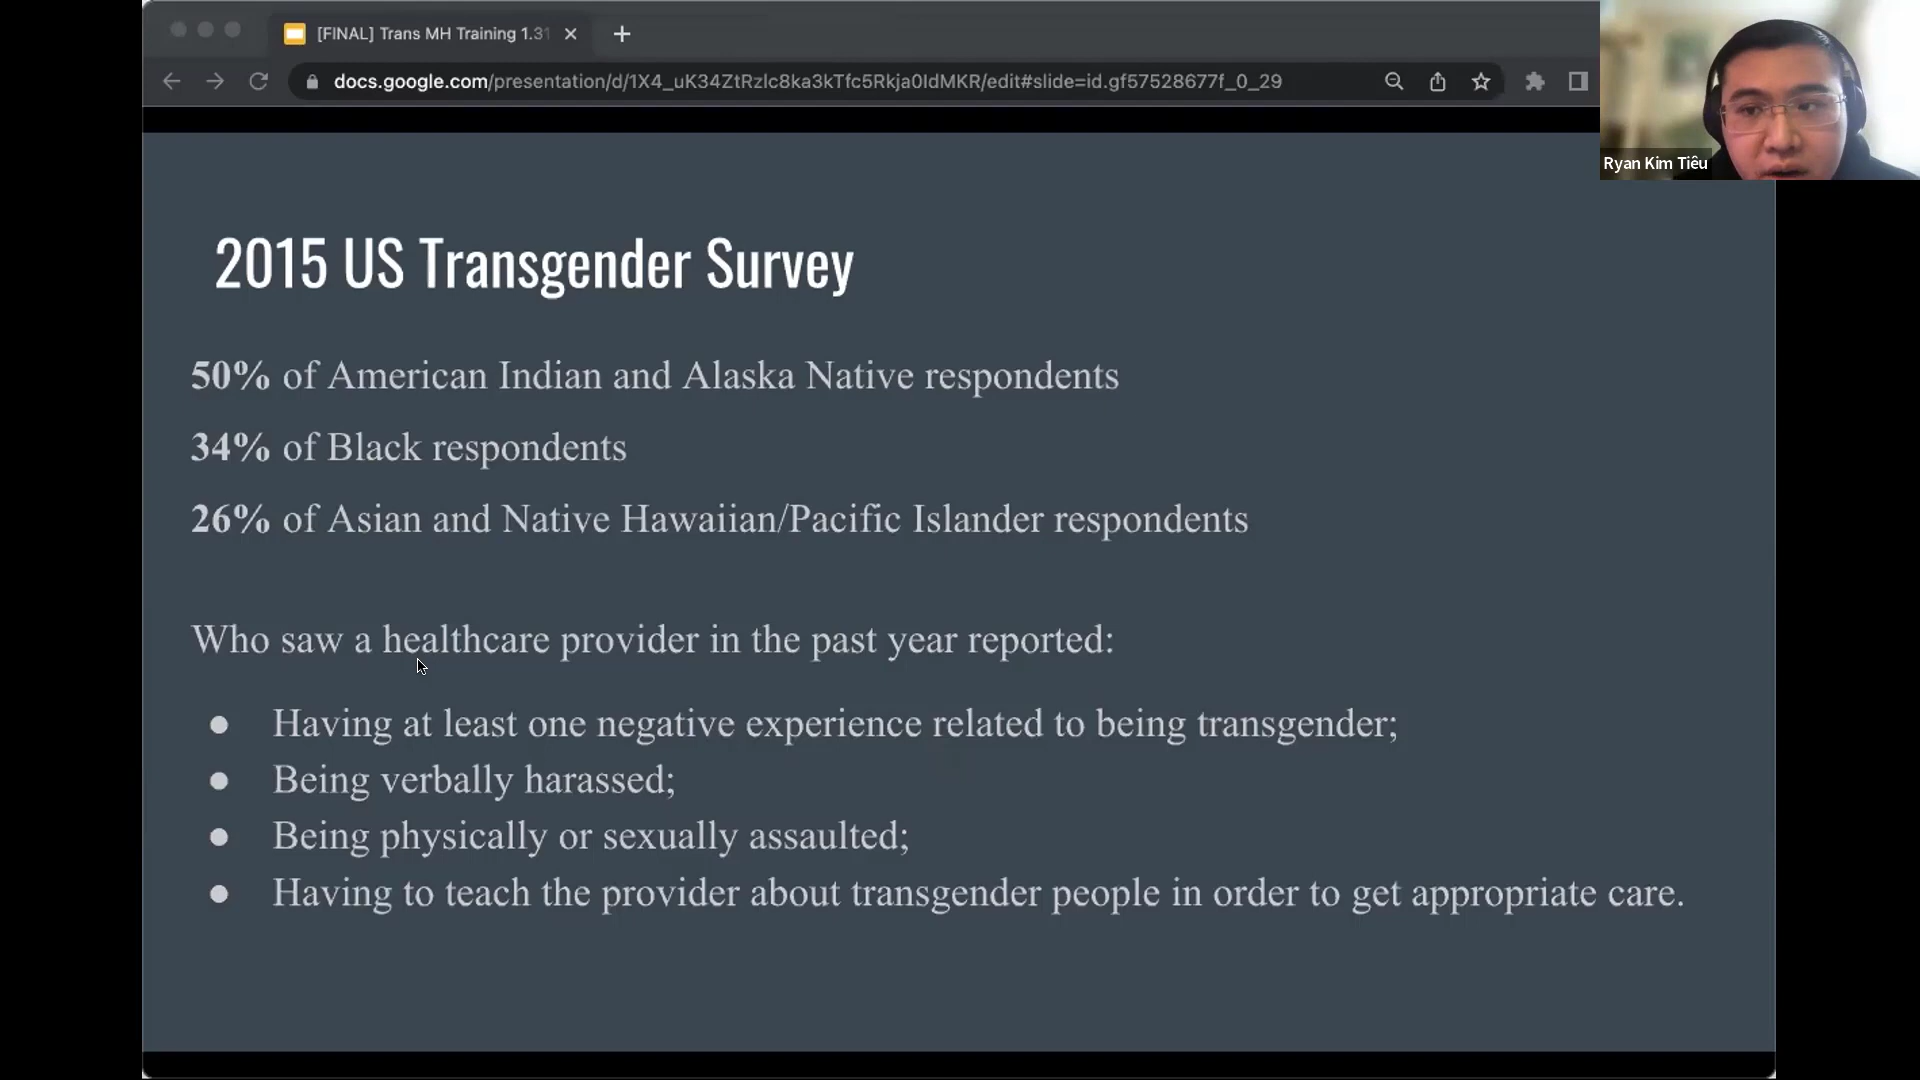 [FINAL] Trans MH Training 1.31
docs.google.com/presentation/d/1X4_uK34ZtRzlc8ka3kTfc5Rkja0IdMKR/edit#slide=id.gf57528677f_0_29
Ryan Kim Tiêu
2015 US Transgender Survey
50% of American Indian and Alaska Native respondents
34% of Black respondents
26% of Asian and Native Hawaiian/Pacific Islander respondents
Who saw a healthcare provider in the past year reported:
● Having at least one negative experience related to being transgender;
● Being verbally harassed;
● Being physically or sexually assaulted;
● Having to teach the provider about transgender people in order to get appropriate care.